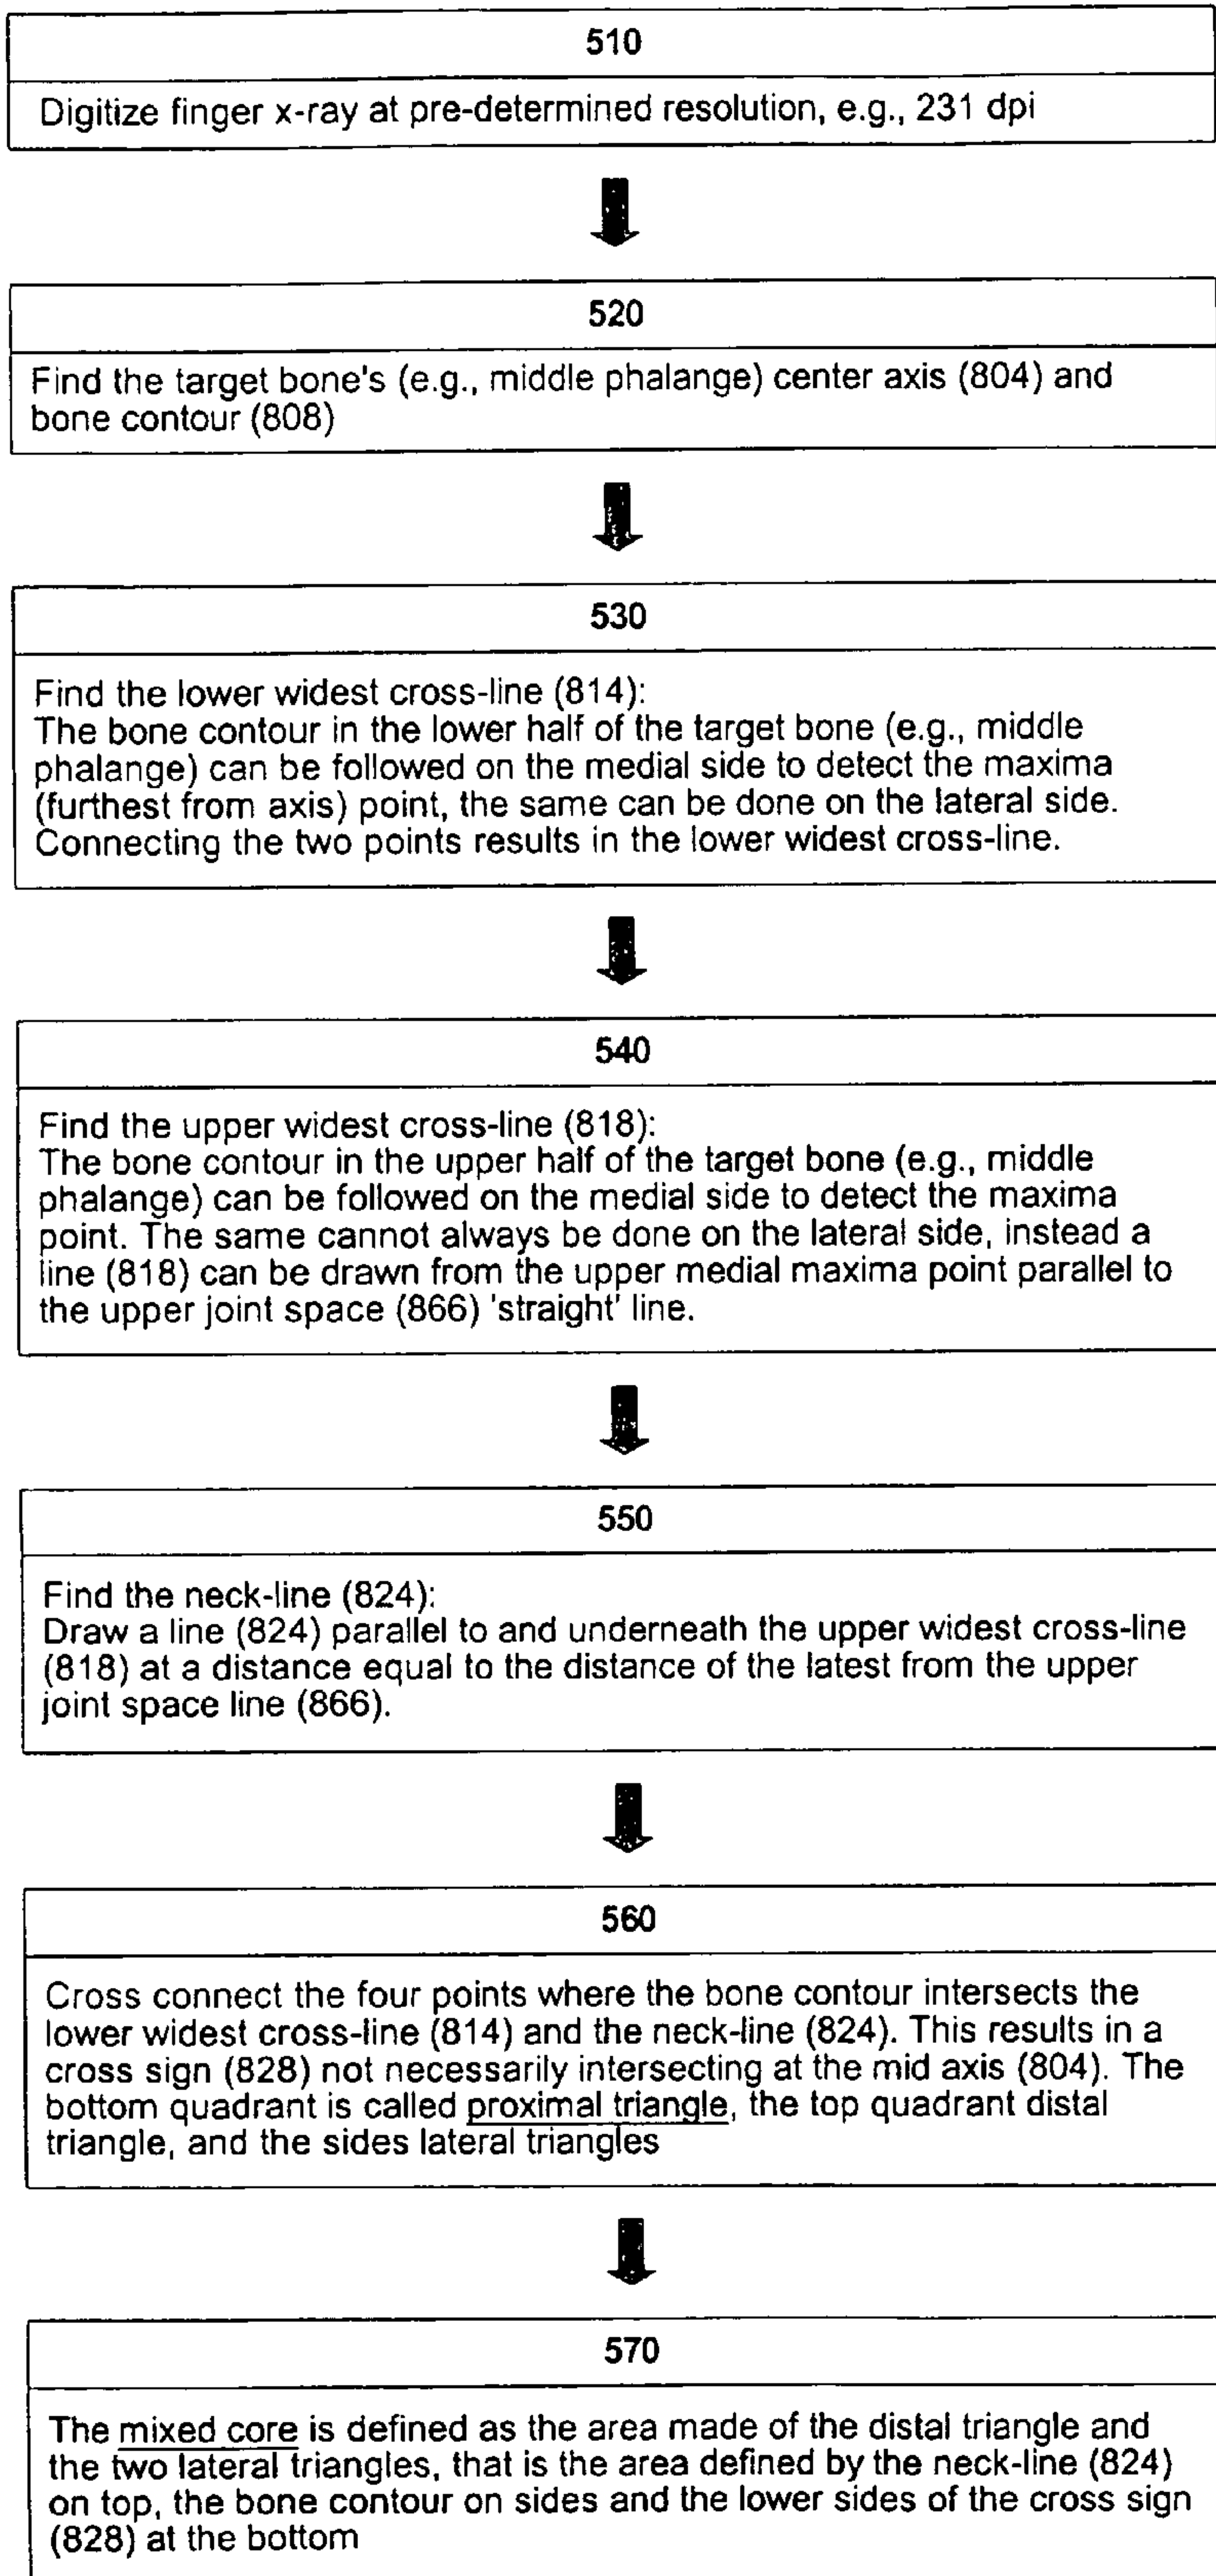 510
Digitize finger x-ray at pre-determined resolution, e.g., 231 dpi
520
Find the target bone's (e.g., middle phalange) center axis (804) and
bone contour (808)
530
Find the lower widest cross-line (814):
The bone contour in the lower half of the target bone (e.g., middle
phalange) can be followed on the medial side to detect the maxima
(furthest from axis) point, the same can be done on the lateral side.
Connecting the two points results in the lower widest cross-line.
540
Find the upper widest cross-line (818):
The bone contour in the upper half of the target bone (e.g., middle
phalange) can be followed on the medial side to detect the maxima
point. The same cannot always be done on the lateral side, instead a
line (818) can be drawn from the upper medial maxima point parallel to
the upper joint space (866) 'straight' line.
550
Find the neck-line (824):
Draw a line (824) parallel to and underneath the upper widest cross-line
(818) at a distance equal to the distance of the latest from the upper
joint space line (866).
560
Cross connect the four points where the bone contour intersects the
lower widest cross-line (814) and the neck-line (824). This results in a
cross sign (828) not necessarily intersecting at the mid axis (804). The
bottom quadrant is called proximal triangle, the top quadrant distal
triangle, and the sides lateral triangles
570
The mixed core is defined as the area made of the distal triangle and
the two lateral triangles, that is the area defined by the neck-line (824)
on top, the bone contour on sides and the lower sides of the cross sign
(828) at the bottom